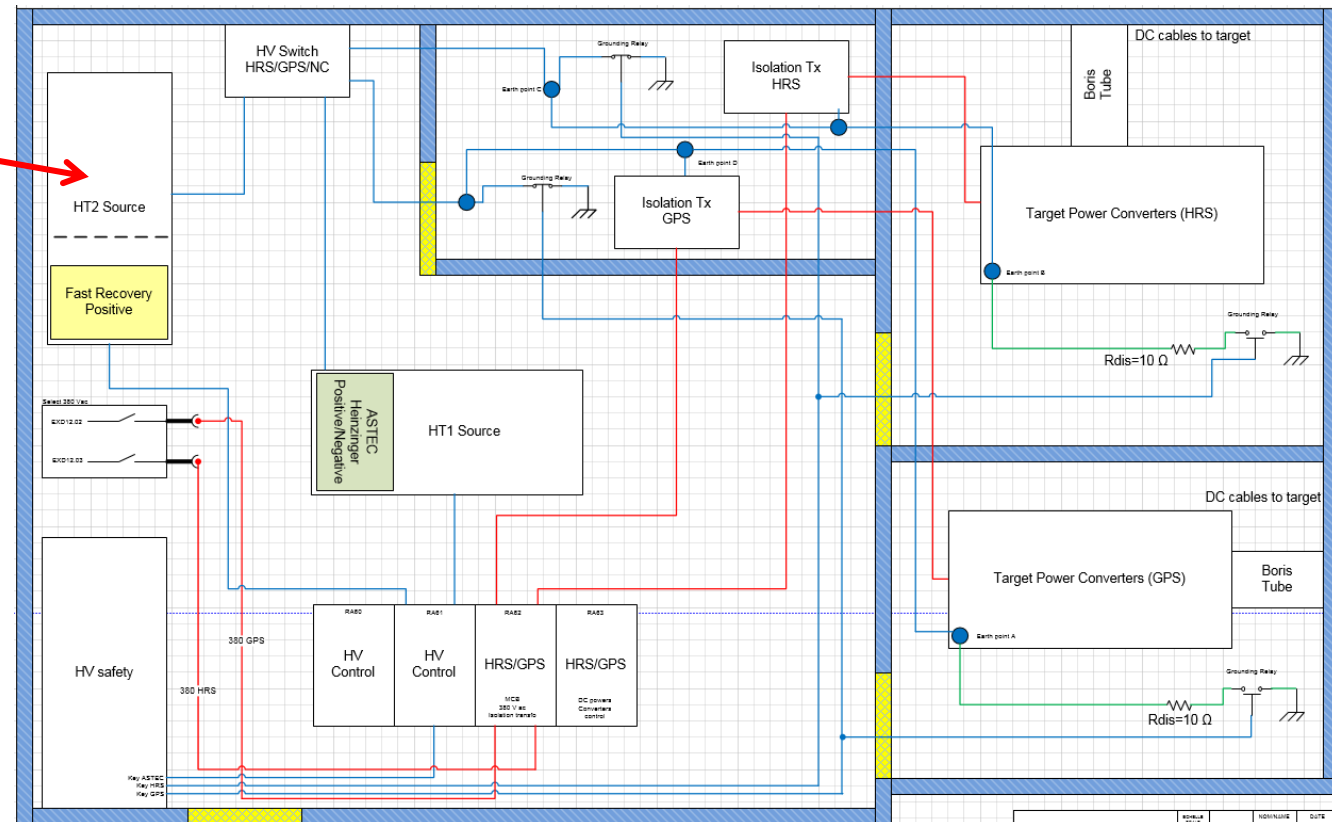 HV Switch
HRS/GPS/NC
Grounding Relay
Isolation Tx
HRS
DC cables to target
Boris
Tube
Earth point C
HT2 Source
Earth point D
Grounding Relay
Isolation Tx
GPS
Target Power Converters (HRS)
Earth point B
Fast Recovery
Positive
Grounding Relay
Rdis=10 Ω
Select 380 Vac
EXD12.02
EXD12.03
ASTEC
Heinzinger
Positive/Negative
HT1 Source
DC cables to target
Target Power Converters (GPS)
Boris
Tube
Earth point A
Grounding Relay
Rdis=10 Ω
HV safety
380 GPS
380 HRS
RA60
HV
Control
RA61
HV
Control
RA62
HRS/GPS
MCB
380 V ac
Isolation transfo
RA63
HRS/GPS
DC powers
Converters
control
Key ASTEC
Key HRS
Key GPS
NOM/NAME
DATE